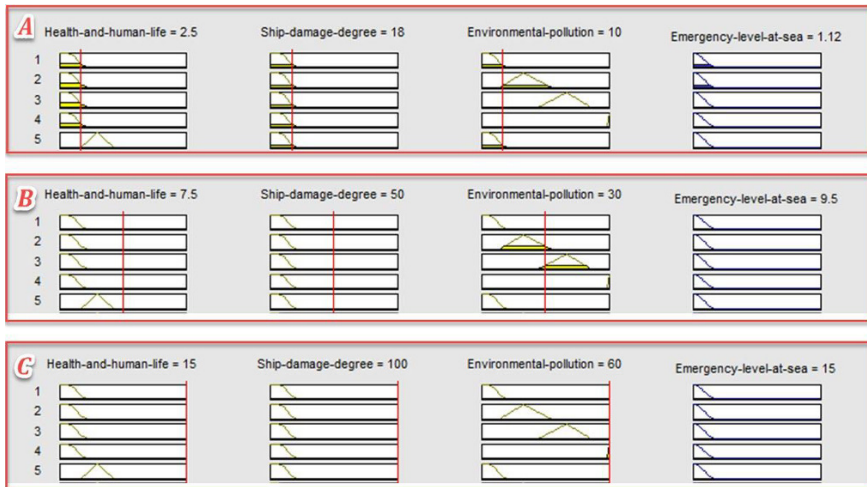 A
Health-and-human-life = 2.5 Ship-damage-degree = 18 Environmental-pollution = 10 Emergency-level-at-sea = 1.12
1
2
3
4
5
B
Health-and-human-life = 7.5 Ship-damage-degree = 50 Environmental-pollution = 30 Emergency-level-at-sea = 9.5
1
2
3
4
5
C
Health-and-human-life = 15 Ship-damage-degree = 100 Environmental-pollution = 60 Emergency-level-at-sea = 15
1
2
3
4
5